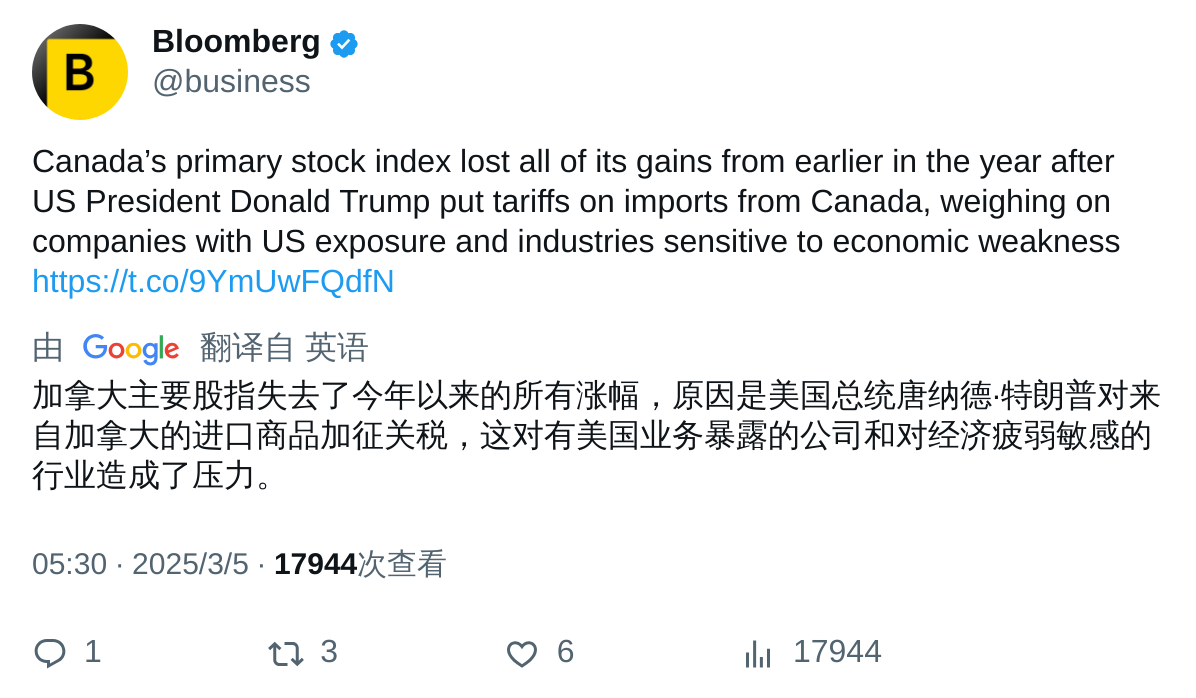 B
Bloomberg
@business
Canada’s primary stock index lost all of its gains from earlier in the year after
US President Donald Trump put tariffs on imports from Canada, weighing on
companies with US exposure and industries sensitive to economic weakness
https://t.co/9YmUwFQdfN
由 Google 翻译自 英语
加拿大主要股指失去了今年以来的所有涨幅，原因是美国总统唐纳德·特朗普对来
自加拿大的进口商品加征关税，这对有美国业务暴露的公司和对经济疲弱敏感的
行业造成了压力。
05:30 · 2025/3/5 · 17944次查看
1 3 6 17944